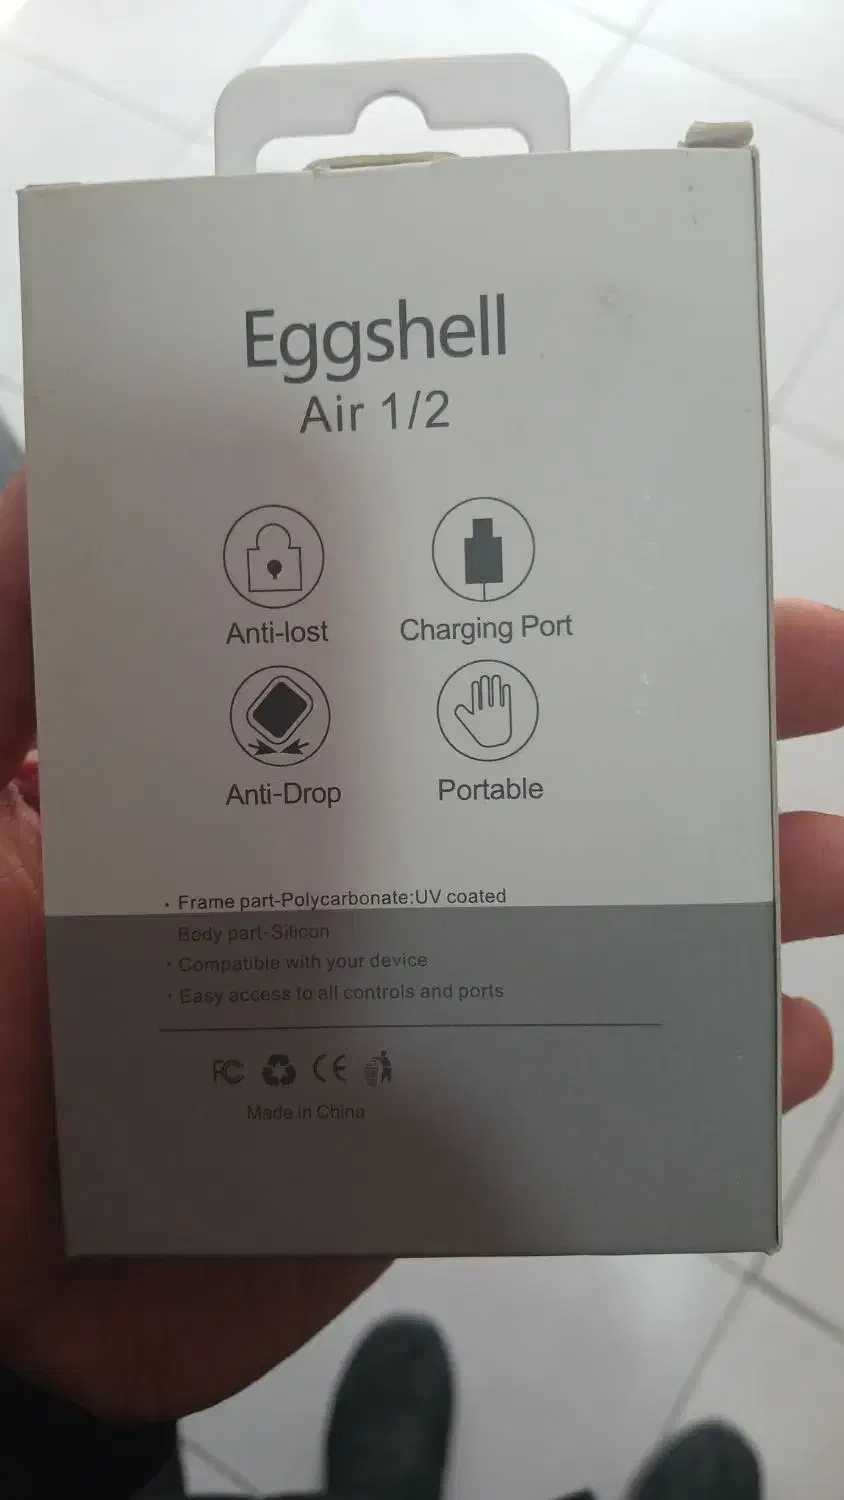 Eggshell
Air 1/2
Anti-lost
Charging Port
Anti-Drop
Portable
· Frame part-Polycarbonate:UV coated
Body part-Silicon
· Compatible with your device
· Easy access to all controls and ports
FC CE
Made in China